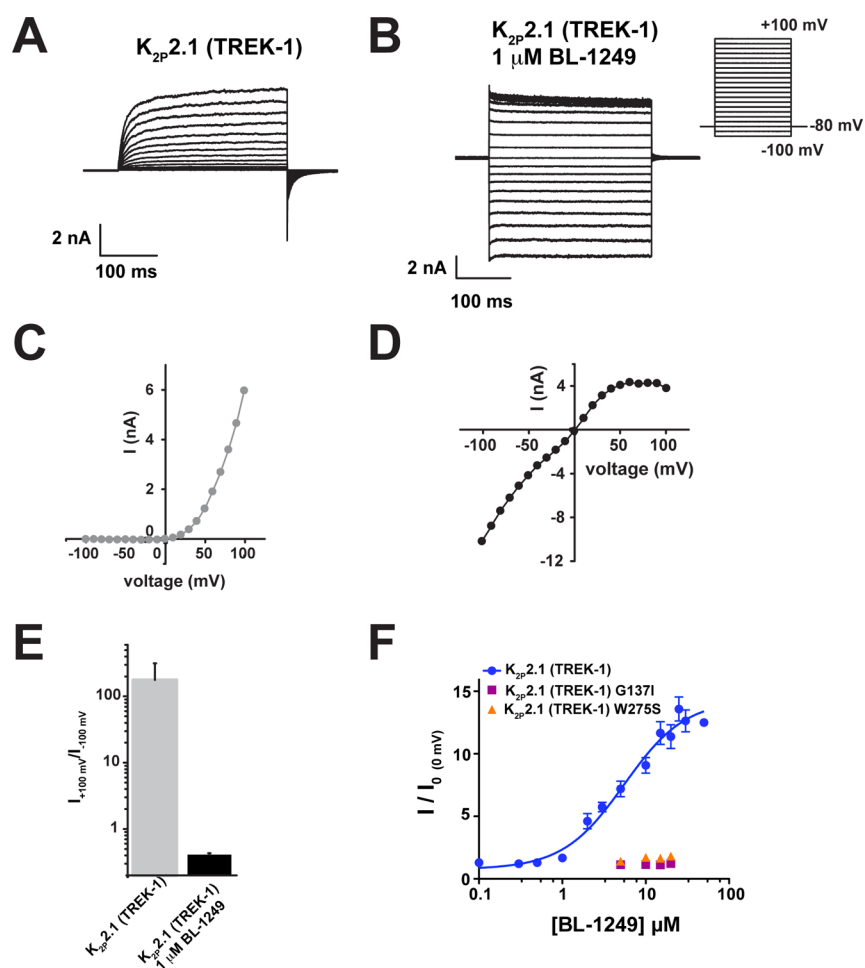 A
K2P2.1 (TREK-1)
2 nA
100 ms
B
K2P2.1 (TREK-1)
1 μM BL-1249
+100 mV
-80 mV
-100 mV
2 nA
100 ms
C
I (nA)
6
4
2
0
-100
-50
0
50
100
voltage (mV)
D
I (nA)
4
-100
-50
50
100
voltage (mV)
-4
-8
-12
E
I+100 mV/I-100 mV
100
10
1
K2P2.1 (TREK-1)
K2P2.1 (TREK-1)
1 μM BL-1249
F
K2P2.1 (TREK-1)
K2P2.1 (TREK-1) G137I
K2P2.1 (TREK-1) W275S
I / I0 (0 mV)
15
10
5
0
0.1
1
10
100
[BL-1249] μM